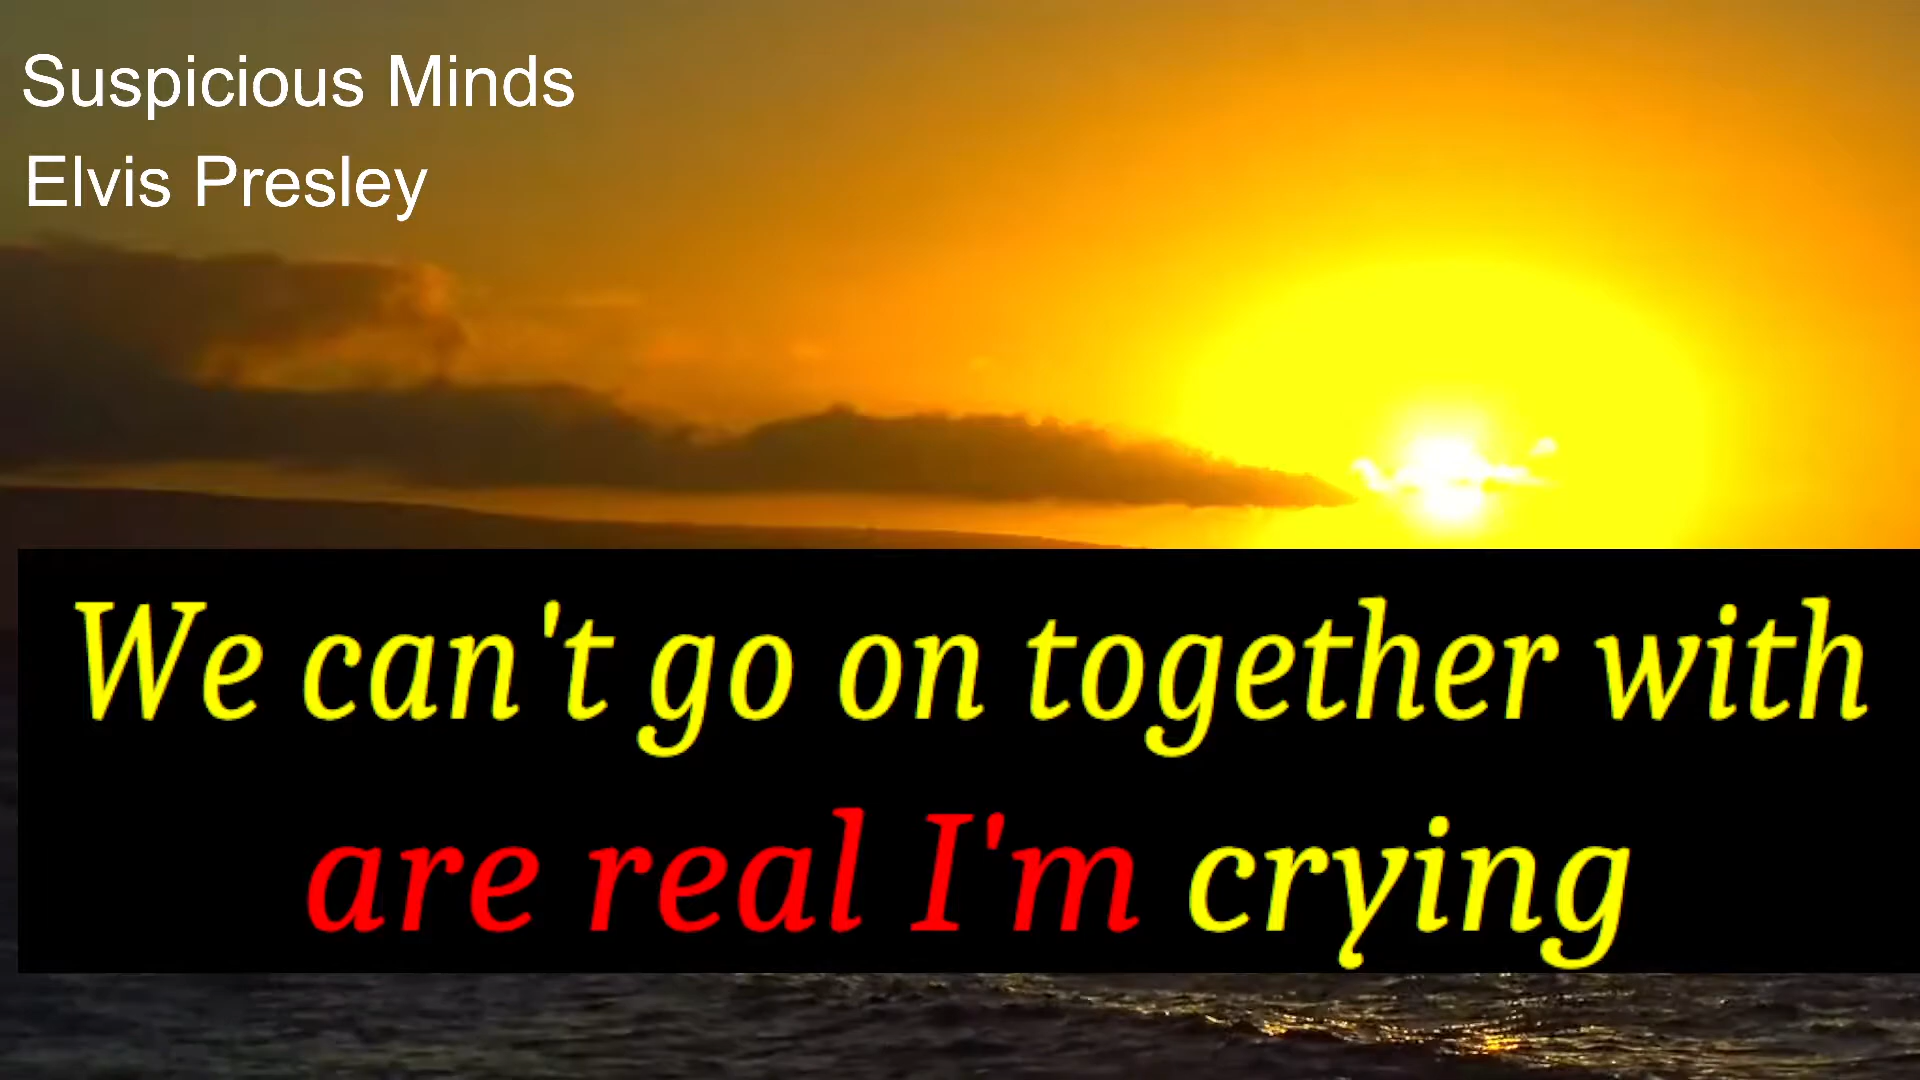 Suspicious Minds
Elvis Presley
We can't go on together with
are real I'm crying